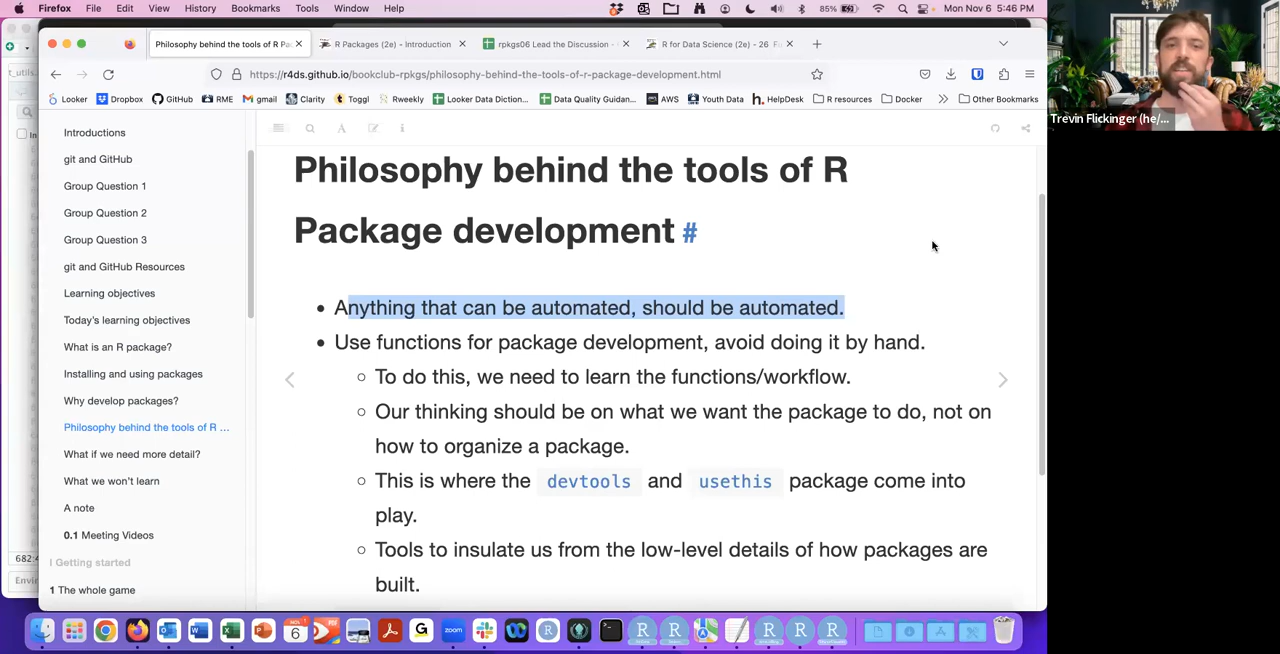 Firefox File Edit View History Bookmarks Tools Window Help 85% Mon Nov 6 5:46 PM
Philosophy behind the tools of R Pa R Packages (2e) - Introduction rpkgs06 Lead the Discussion - R for Data Science (2e) - 26 Fu
https://r4ds.github.io/bookclub-rpkgs/philosophy-behind-the-tools-of-r-package-development.html
Looker Dropbox GitHub RME gmail Clarity Toggl Rweekly Looker Data Diction... Data Quality Guidan... AWS Youth Data HelpDesk R resources Docker Other Bookmarks
Trevin Flickinger (he/...
Introductions
git and GitHub
Group Question 1
Group Question 2
Group Question 3
git and GitHub Resources
Learning objectives
Today's learning objectives
What is an R package?
Installing and using packages
Why develop packages?
Philosophy behind the tools of R ...
What if we need more detail?
What we won't learn
A note
0.1 Meeting Videos
I Getting started
1 The whole game
Philosophy behind the tools of R
Package development #
• Anything that can be automated, should be automated.
• Use functions for package development, avoid doing it by hand.
○ To do this, we need to learn the functions/workflow.
○ Our thinking should be on what we want the package to do, not on
how to organize a package.
○ This is where the devtools and usethis package come into
play.
○ Tools to insulate us from the low-level details of how packages are
built.
682:4
Envir
NOV
6
zoom